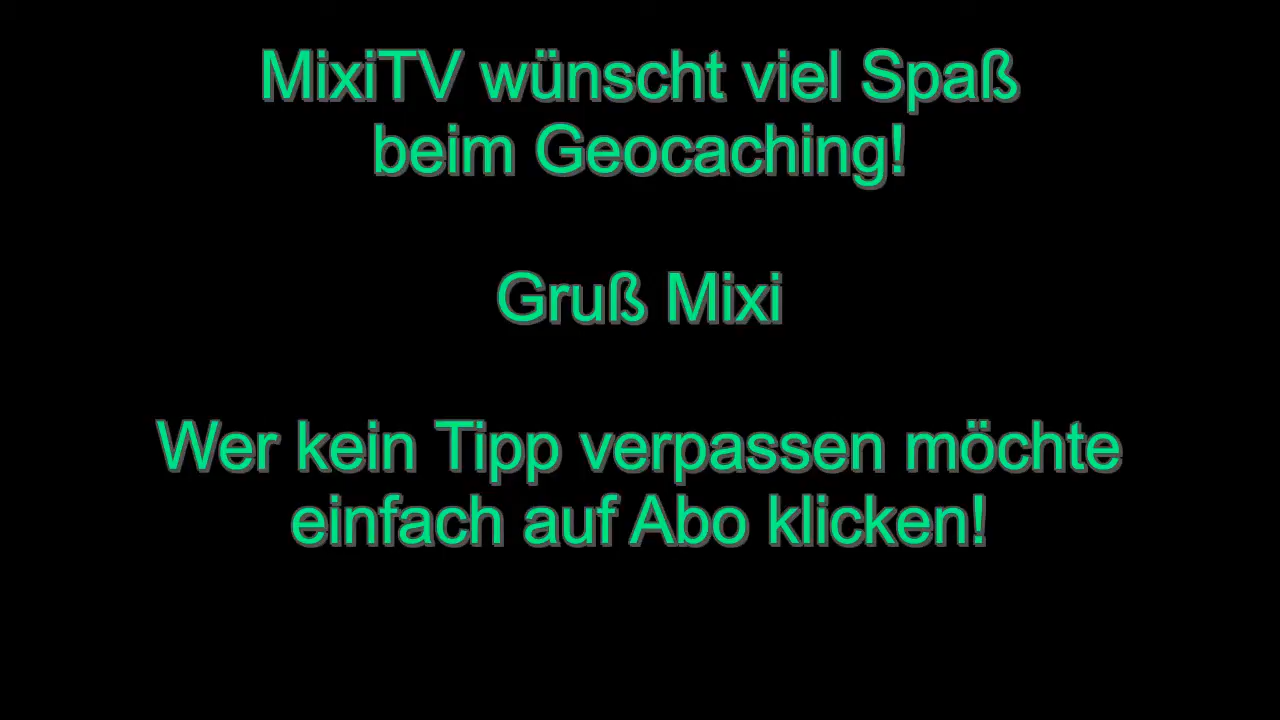 MixiTV wünscht viel Spaß
beim Geocaching!
Gruß Mixi
Wer kein Tipp verpassen möchte
einfach auf Abo klicken!